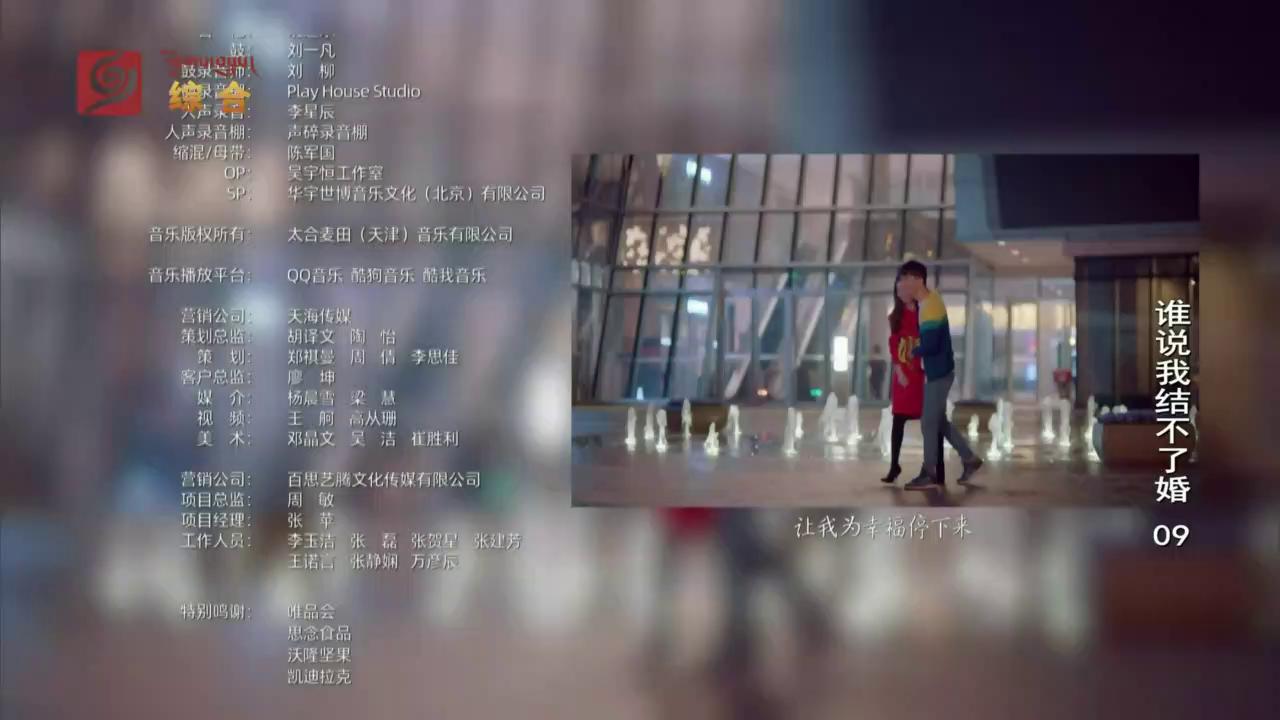 鼓： 刘一凡
鼓录音师： 刘 柳
Play House Studio
综合
人声录音： 李星辰
人声录音棚： 声碎录音棚
缩混/母带： 陈军国
OP： 吴宇恒工作室
SP： 华宇世博音乐文化（北京）有限公司
音乐版权所有： 太合麦田（天津）音乐有限公司
音乐播放平台： QQ音乐 酷狗音乐 酷我音乐
营销公司： 天海传媒
策划总监： 胡译文 陶 怡
策 划： 郑祺曼 周 倩 李思佳
客户总监： 廖 坤
媒 介： 杨晨雪 梁 慧
视 频： 王 舸 高从珊
美 术： 邓晶文 吴 洁 崔胜利
营销公司： 百思艺腾文化传媒有限公司
项目总监： 周 敏
项目经理： 张 苹
工作人员： 李玉洁 张 磊 张贺星 张建芳
王诺言 张静娴 万彦辰
特别鸣谢： 唯品会
思念食品
沃隆坚果
凯迪拉克
让我为幸福停下来
谁说我结不了婚
09